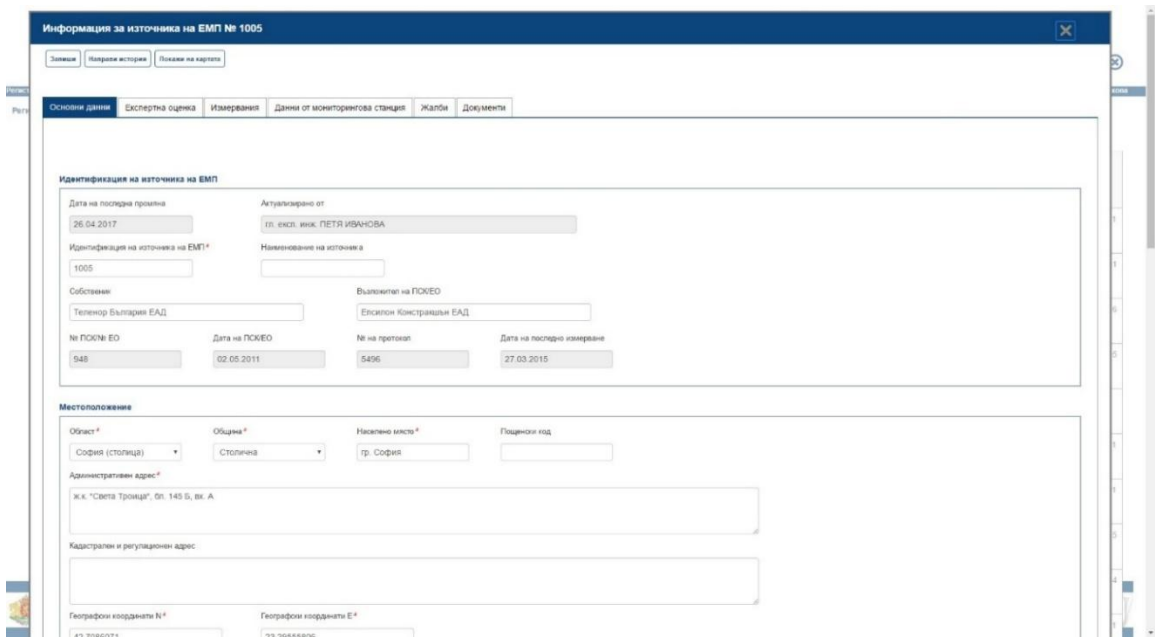 Информация за източника на ЕМП № 1005
Запиши Направи история Покажи на картата
Основни данни Експертна оценка Измервания Данни от мониторингова станция Жалби Документи
Идентификация на източника на ЕМП
Дата на последна промяна Актуализирано от
26.04.2017 гл. експ. инж. ПЕТЯ ИВАНОВА
Идентификация на източника на ЕМП* Наименование на източника
1005
Собственик Възложител на ПСК/ЕО
Теленор България ЕАД Епсилон Констракшън ЕАД
№ ПСК/№ ЕО Дата на ПСК/ЕО № на протокол Дата на последно измерване
948 02.05.2011 5496 27.03.2015
Местоположение
Област* Община* Населено място* Пощенски код
София (столица) Столична гр. София
Административен адрес*
ж.к. "Света Троица", бл. 145 Б, вх. А
Кадастрален и регулационен адрес
Географски координати N* Географски координати E*